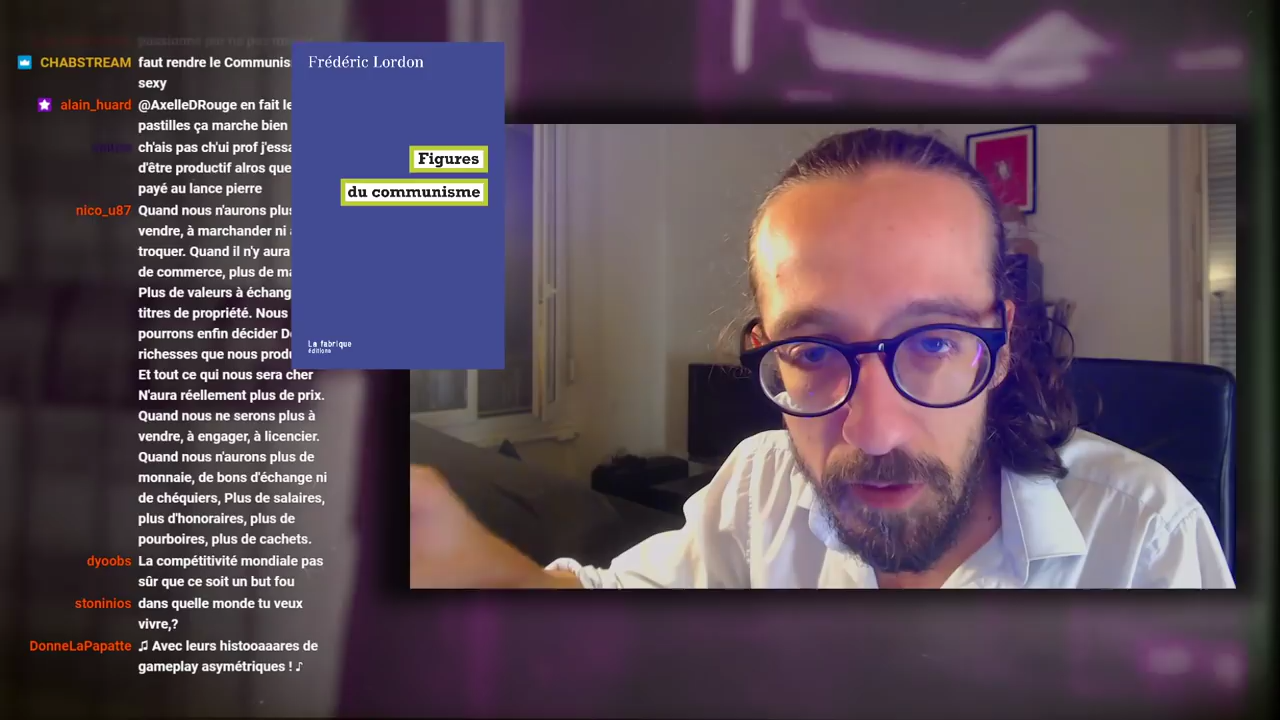 CHABSTREAM faut rendre le Communis
sexy
alain_huard @AxelleDRouge en fait le
pastilles ça marche bien
ch'ais pas ch'ui prof j'essa
d'être productif alros que
payé au lance pierre
nico_u87 Quand nous n'aurons plus
vendre, à marchander ni
troquer. Quand il n'y aura
de commerce, plus de ma
Plus de valeurs à échang
titres de propriété. Nous
pourrons enfin décider D
richesses que nous produ
Et tout ce qui nous sera cher
N'aura réellement plus de prix.
Quand nous ne serons plus à
vendre, à engager, à licencier.
Quand nous n'aurons plus de
monnaie, de bons d'échange ni
de chéquiers, Plus de salaires,
plus d'honoraires, plus de
pourboires, plus de cachets.
dyoobs La compétitivité mondiale pas
sûr que ce soit un but fou
stoninios dans quelle monde tu veux
vivre,?
DonneLaPapatte ♫ Avec leurs histooaaares de
gameplay asymétriques ! ♪
Frédéric Lordon
Figures
du communisme
La fabrique
éditions